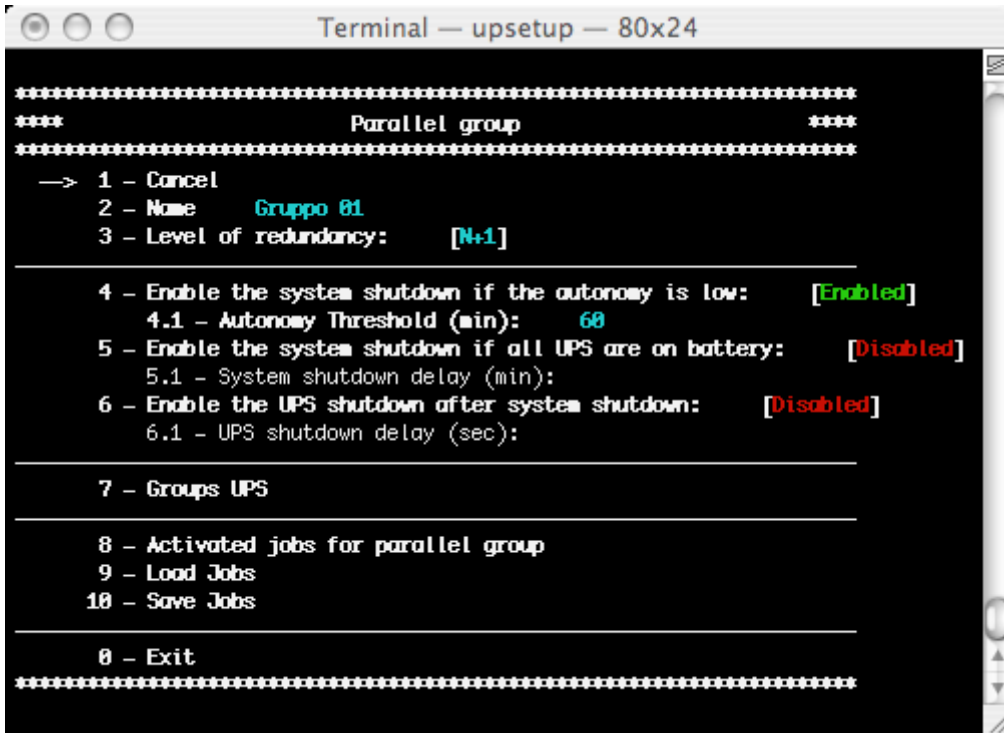 Terminal — upsetup — 80x24
**********************************************************************
**** Parallel group ****
**********************************************************************
—> 1 – Cancel
2 – Name Gruppo 01
3 – Level of redundancy: [N+1]
4 – Enable the system shutdown if the autonomy is low: [Enabled]
4.1 – Autonomy Threshold (min): 60
5 – Enable the system shutdown if all UPS are on battery: [Disabled]
5.1 – System shutdown delay (min):
6 – Enable the UPS shutdown after system shutdown: [Disabled]
6.1 – UPS shutdown delay (sec):
7 – Groups UPS
8 – Activated jobs for parallel group
9 – Load Jobs
10 – Save Jobs
0 – Exit
**********************************************************************